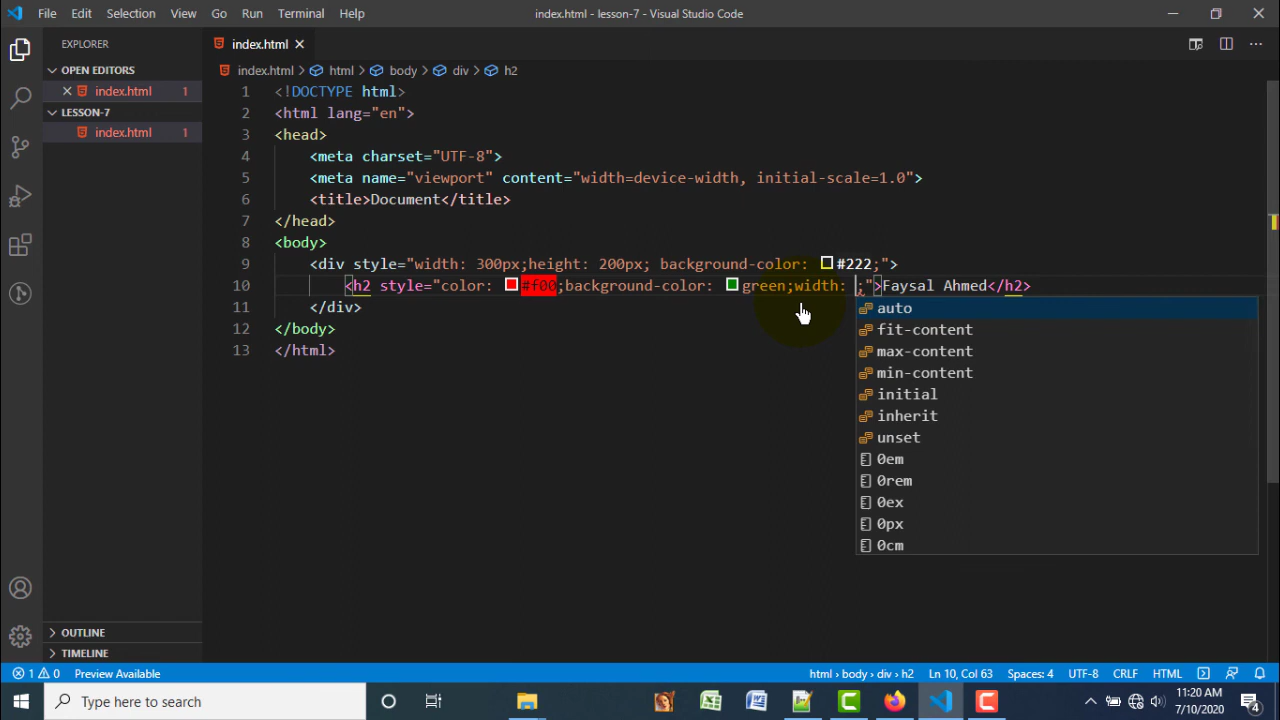 File Edit Selection View Go Run Terminal Help index.html - lesson-7 - Visual Studio Code
EXPLORER
OPEN EDITORS
index.html 1
LESSON-7
index.html 1
OUTLINE
TIMELINE
index.html
index.html > html > body > div > h2
1 <!DOCTYPE html>
2 <html lang="en">
3 <head>
4 <meta charset="UTF-8">
5 <meta name="viewport" content="width=device-width, initial-scale=1.0">
6 <title>Document</title>
7 </head>
8 <body>
9 <div style="width: 300px;height: 200px; background-color: #222;">
10 <h2 style="color: #f00;background-color: green;width: ;">Faysal Ahmed</h2>
11 </div>
12 </body>
13 </html>
auto
fit-content
max-content
min-content
initial
inherit
unset
0em
0rem
0ex
0px
0cm
1 0 Preview Available html › body › div › h2 Ln 10, Col 63 Spaces: 4 UTF-8 CRLF HTML
Type here to search
11:20 AM
7/10/2020
4